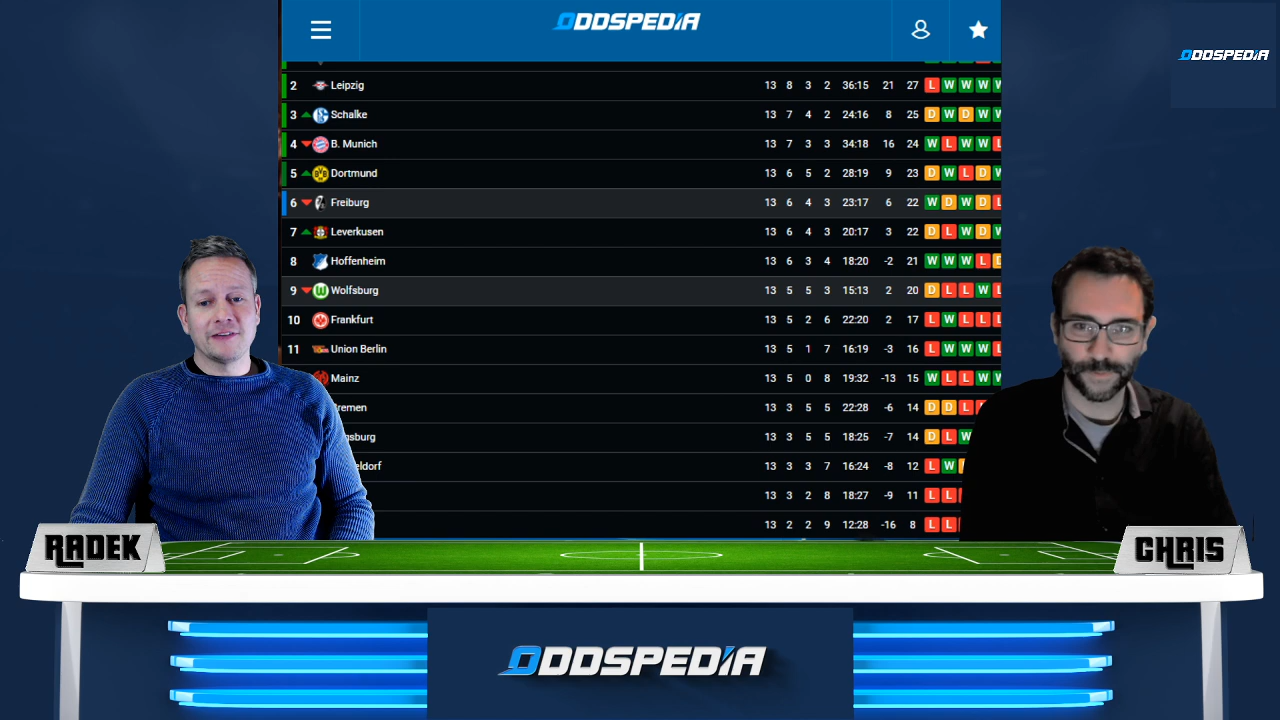 ODDSPEDIA
ODDSPEDIA
2 Leipzig 13 8 3 2 36:15 21 27 L W W W W
3 Schalke 13 7 4 2 24:16 8 25 D W D W W
4 B. Munich 13 7 3 3 34:18 16 24 W L W W L
5 Dortmund 13 6 5 2 28:19 9 23 D W L D W
6 Freiburg 13 6 4 3 23:17 6 22 W D W D L
7 Leverkusen 13 6 4 3 20:17 3 22 D L W D W
8 Hoffenheim 13 6 3 4 18:20 -2 21 W W W L D
9 Wolfsburg 13 5 5 3 15:13 2 20 D L L W L
10 Frankfurt 13 5 2 6 22:20 2 17 L W L L L
11 Union Berlin 13 5 1 7 16:19 -3 16 L W W W L
Mainz 13 5 0 8 19:32 -13 15 W L L W W
remen 13 3 5 5 22:28 -6 14 D D L
sburg 13 3 5 5 18:25 -7 14 D L W
eldorf 13 3 3 7 16:24 -8 12 L W
13 3 2 8 18:27 -9 11 L L
13 2 2 9 12:28 -16 8 L L
RADEK
CHRIS
ODDSPEDIA